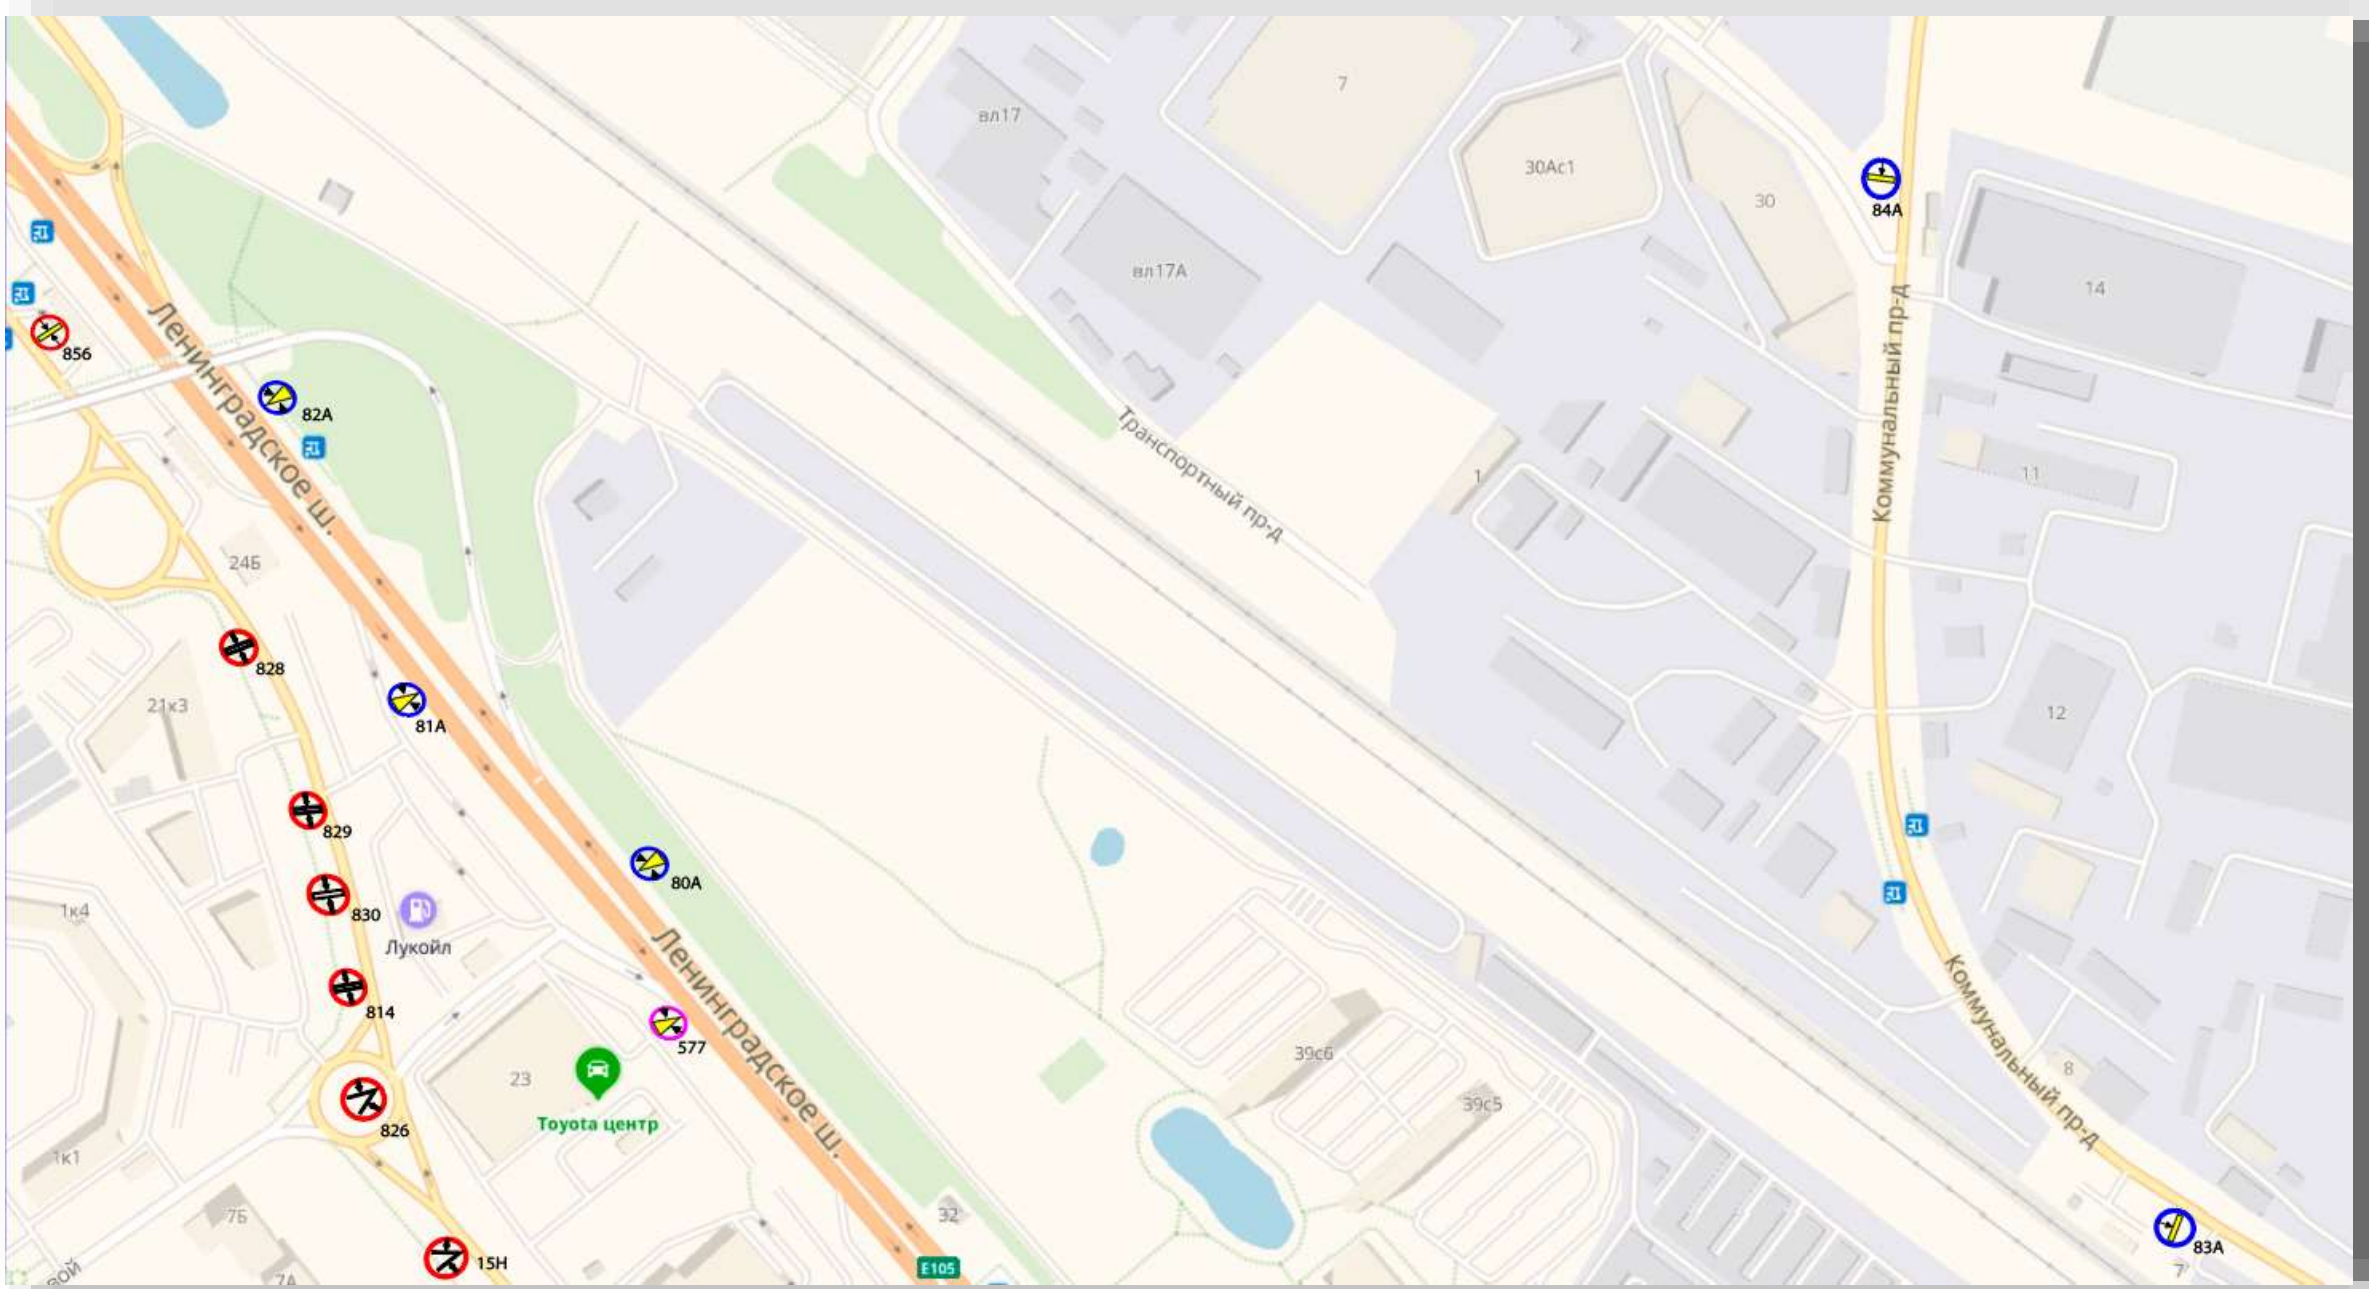 7
вл17
30Ас1
30
84А
вл17А
14
856
82А
Ленинградское ш.
Коммунальный пр-д
Транспортный пр-д
1
11
24Б
828
21к3
81А
12
829
80А
830
1к4
Лукойл
Ленинградское ш.
Коммунальный пр-д
814
577
39с6
8
23
39с5
Toyota центр
826
1к1
7Б
32
15Н
83А
E105
7
7А
вой